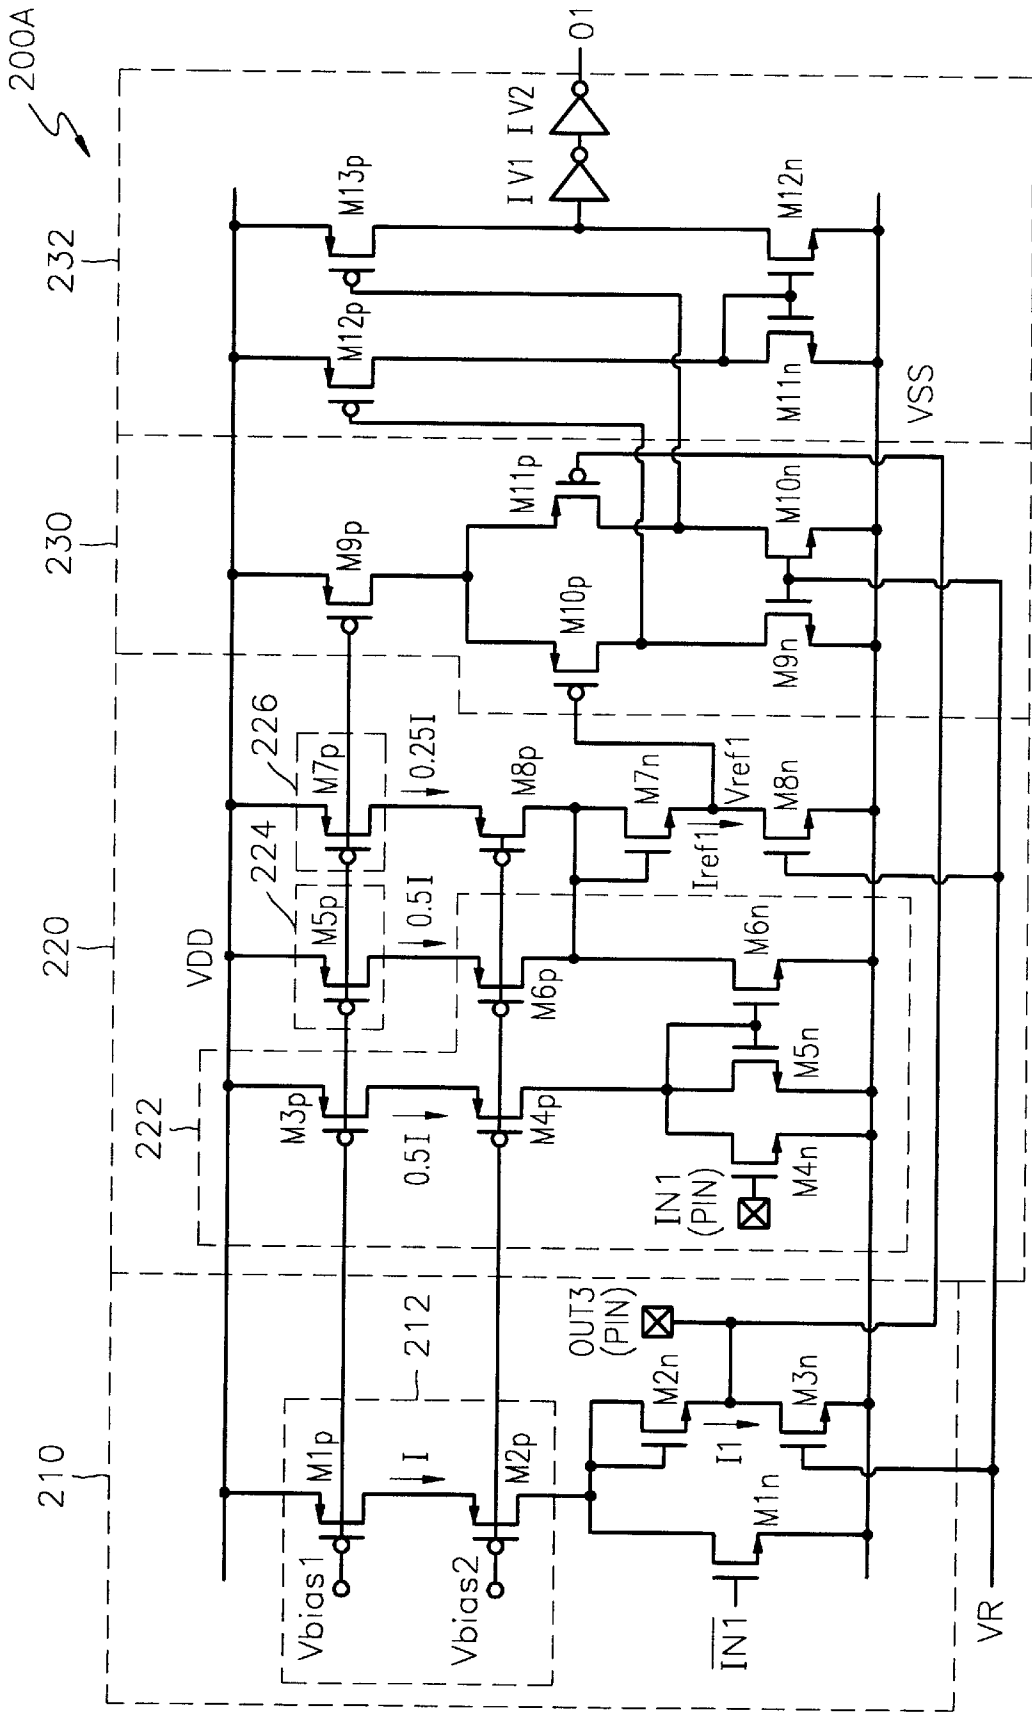 200A
210
220
230
232
212
222
224
226
VDD
M1p
M3p
M5p
M7p
M9p
M12p
M13p
Vbias1
I
0.5I
0.5I
0.25I
Vbias2
M2p
M4p
M6p
M8p
M10p
M11p
IV1
IV2
O1
OUT3
(PIN)
IN1
(PIN)
M7n
Iref1
Vref1
M2n
I1
M1n
M3n
M4n
M5n
M6n
M8n
M9n
M10n
M11n
M12n
IN1
VSS
VR